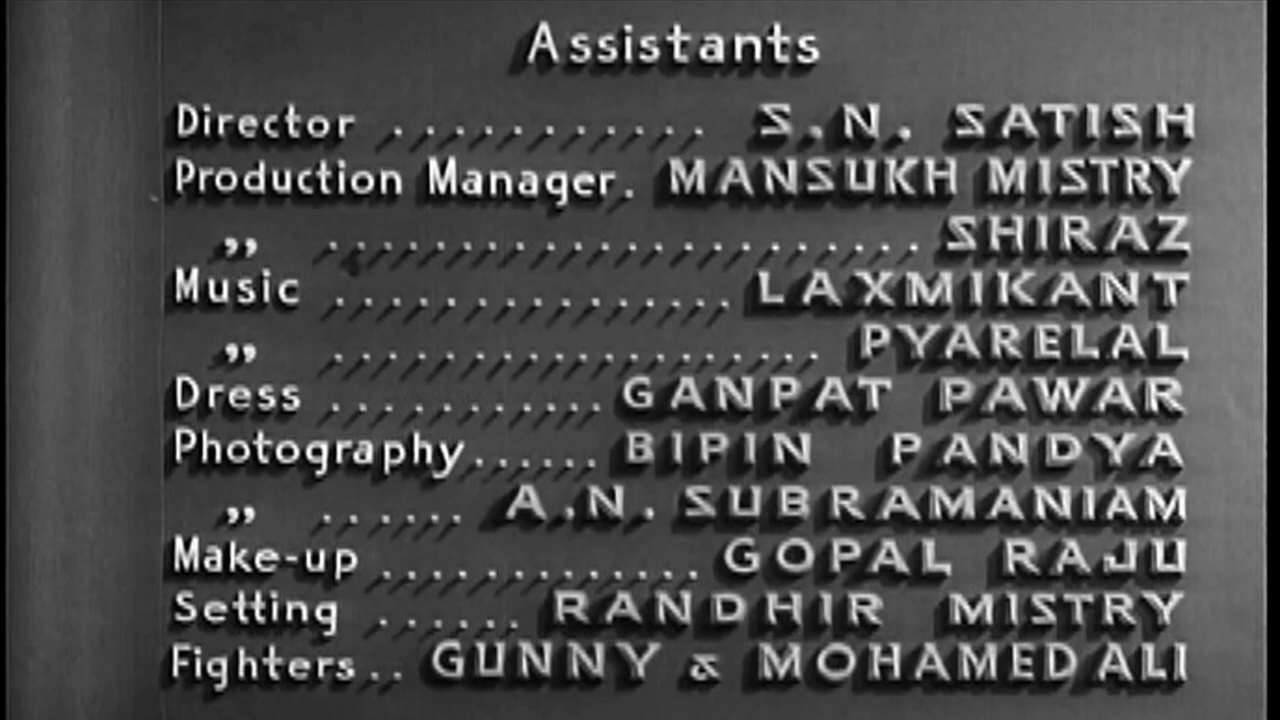 Assistants
Director ............ S.N. SATISH
Production Manager. MANSUKH MISTRY
,, ....................... SHIRAZ
Music ............... LAXMIKANT
,, ................... PYARELAL
Dress ........... GANPAT PAWAR
Photography...... BIPIN PANDYA
,, ...... A.N. SUBRAMANIAM
Make-up ............. GOPAL RAJU
Setting ...... RANDHIR MISTRY
Fighters.. GUNNY & MOHAMED ALI